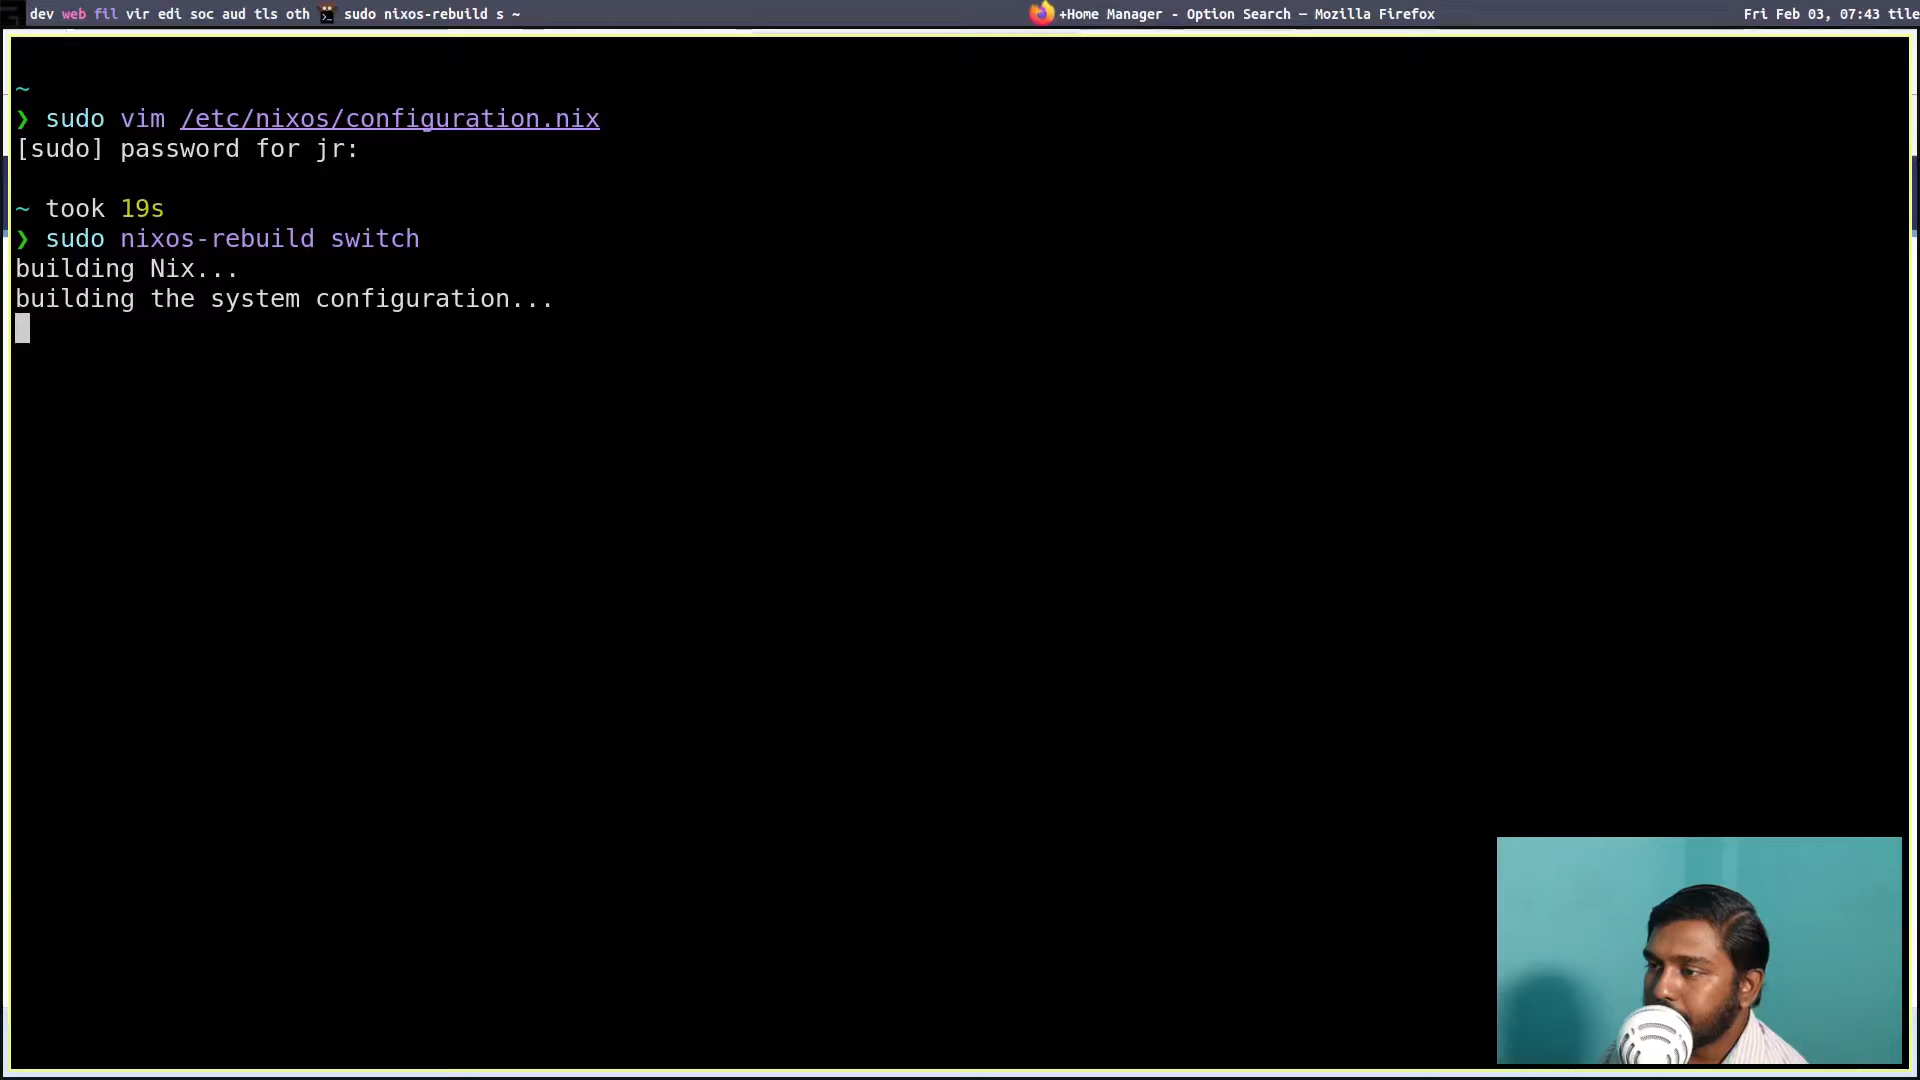 dev web fil vir edi soc aud tls oth sudo nixos-rebuild s ~ +Home Manager - Option Search — Mozilla Firefox Fri Feb 03, 07:43 tile
~
❯ sudo vim /etc/nixos/configuration.nix
[sudo] password for jr:
~ took 19s
❯ sudo nixos-rebuild switch
building Nix...
building the system configuration...